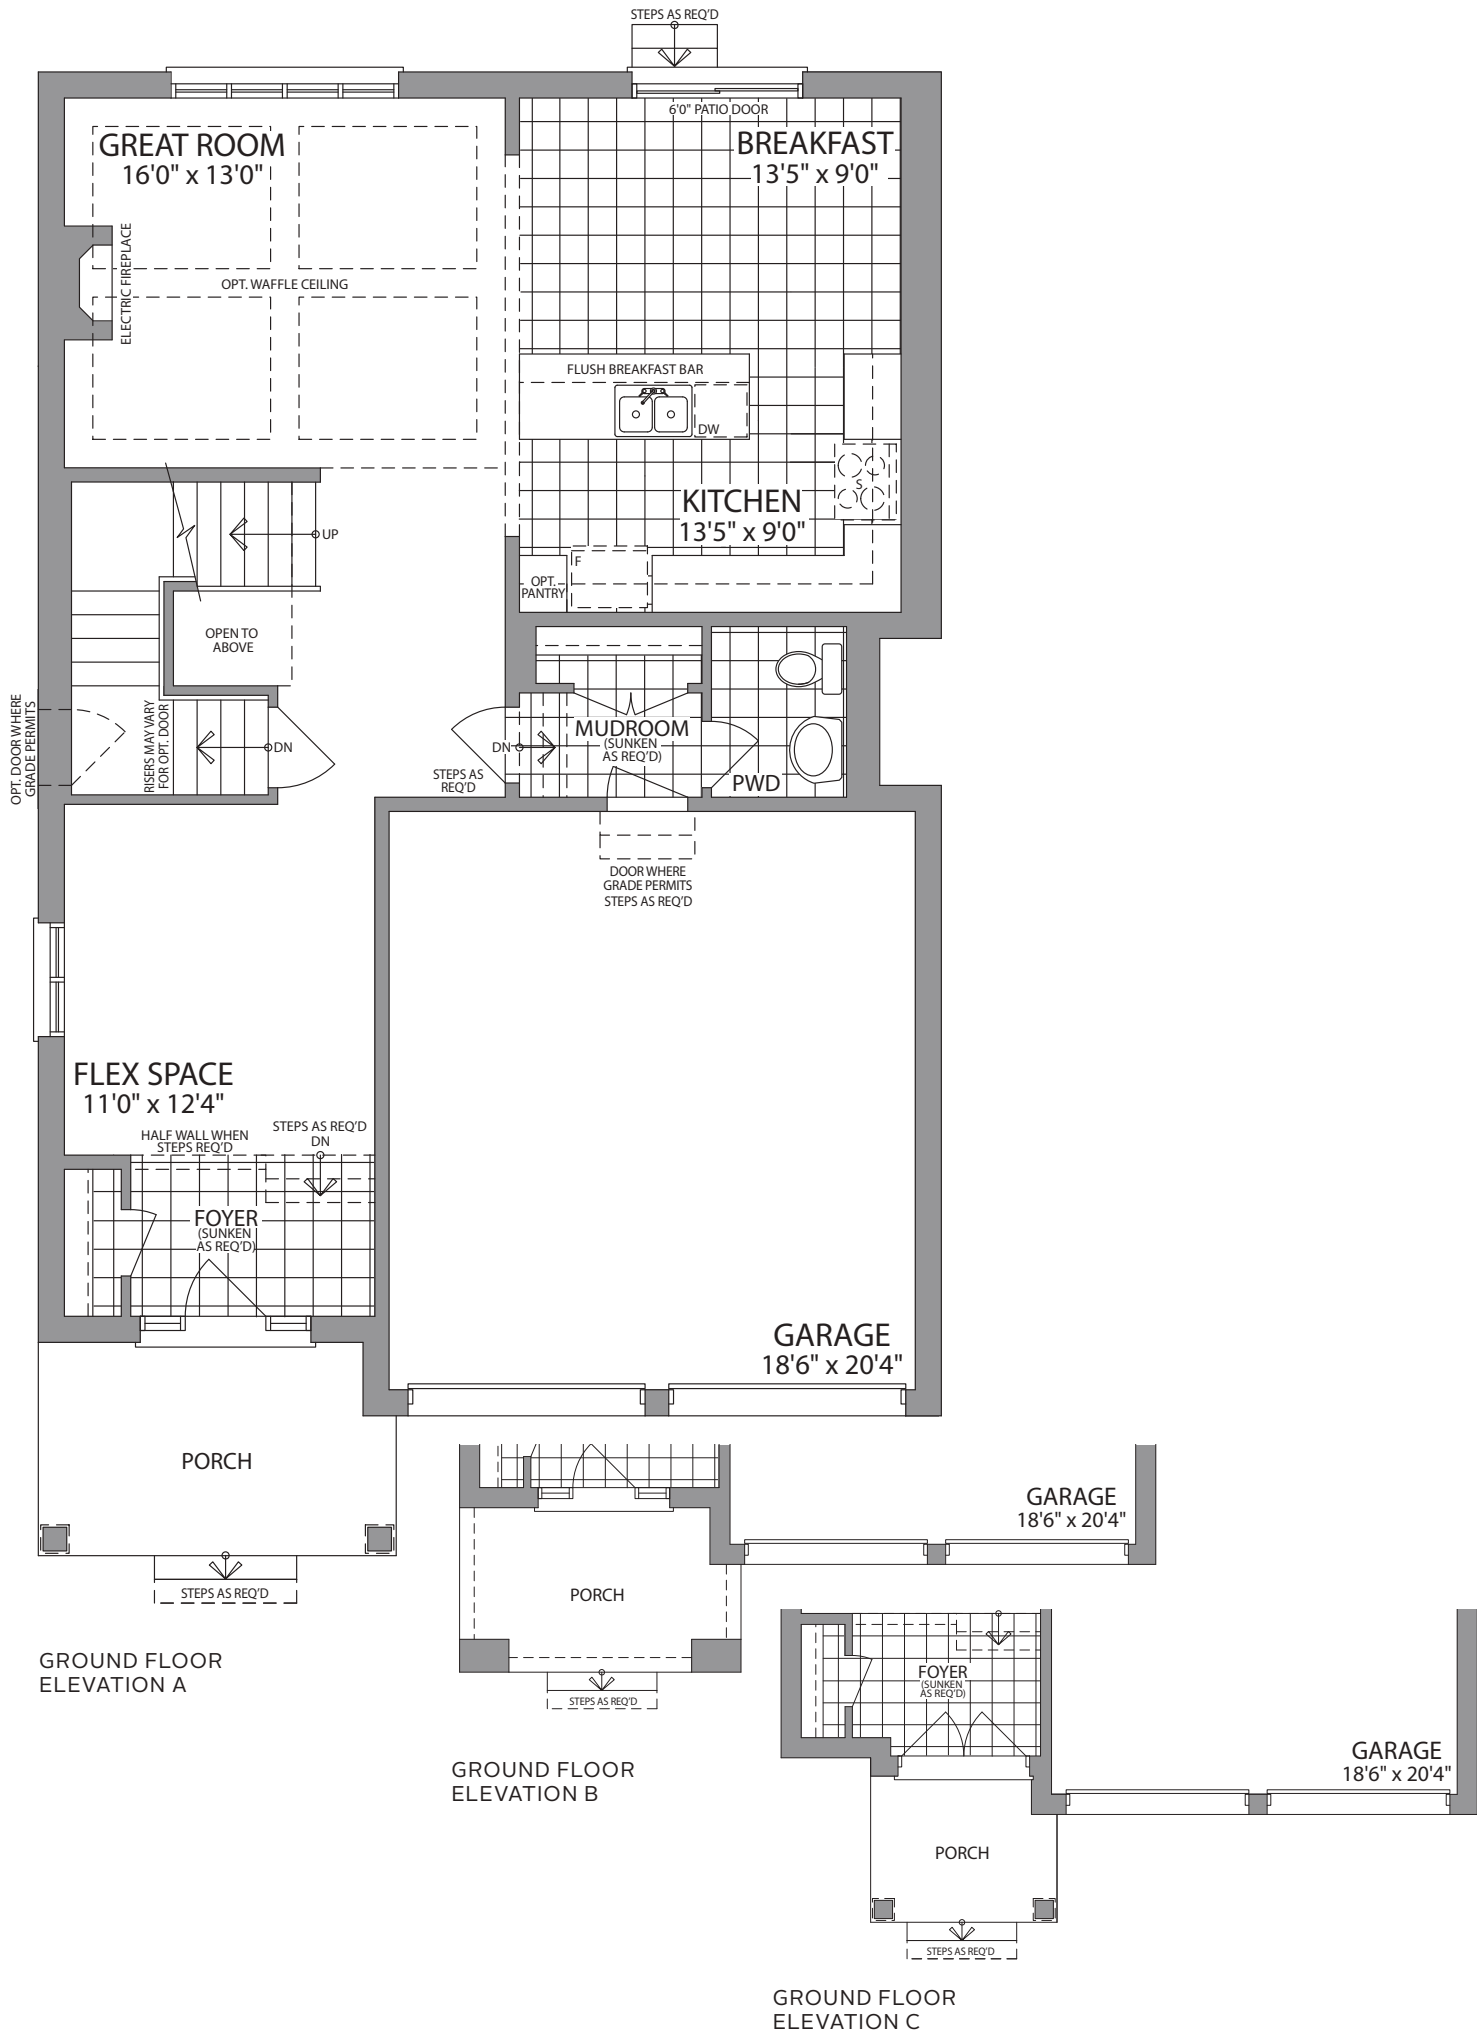 STEPS AS REQ'D
6'0" PATIO DOOR
GREAT ROOM
16'0" x 13'0"
BREAKFAST
13'5" x 9'0"
ELECTRIC FIREPLACE
OPT. WAFFLE CEILING
FLUSH BREAKFAST BAR
DW
S
KITCHEN
13'5" x 9'0"
UP
F
OPT.
PANTRY
OPEN TO
ABOVE
OPT. DOOR WHERE
GRADE PERMITS
RISERS MAY VARY
FOR OPT. DOOR
DN
DN
STEPS AS
REQ'D
MUDROOM
(SUNKEN
AS REQ'D)
PWD
DOOR WHERE
GRADE PERMITS
STEPS AS REQ'D
FLEX SPACE
11'0" x 12'4"
HALF WALL WHEN
STEPS REQ'D
STEPS AS REQ'D
DN
FOYER
(SUNKEN
AS REQ'D)
GARAGE
18'6" x 20'4"
PORCH
STEPS AS REQ'D
GROUND FLOOR
ELEVATION A
GARAGE
18'6" x 20'4"
PORCH
STEPS AS REQ'D
GROUND FLOOR
ELEVATION B
FOYER
(SUNKEN
AS REQ'D)
GARAGE
18'6" x 20'4"
PORCH
STEPS AS REQ'D
GROUND FLOOR
ELEVATION C